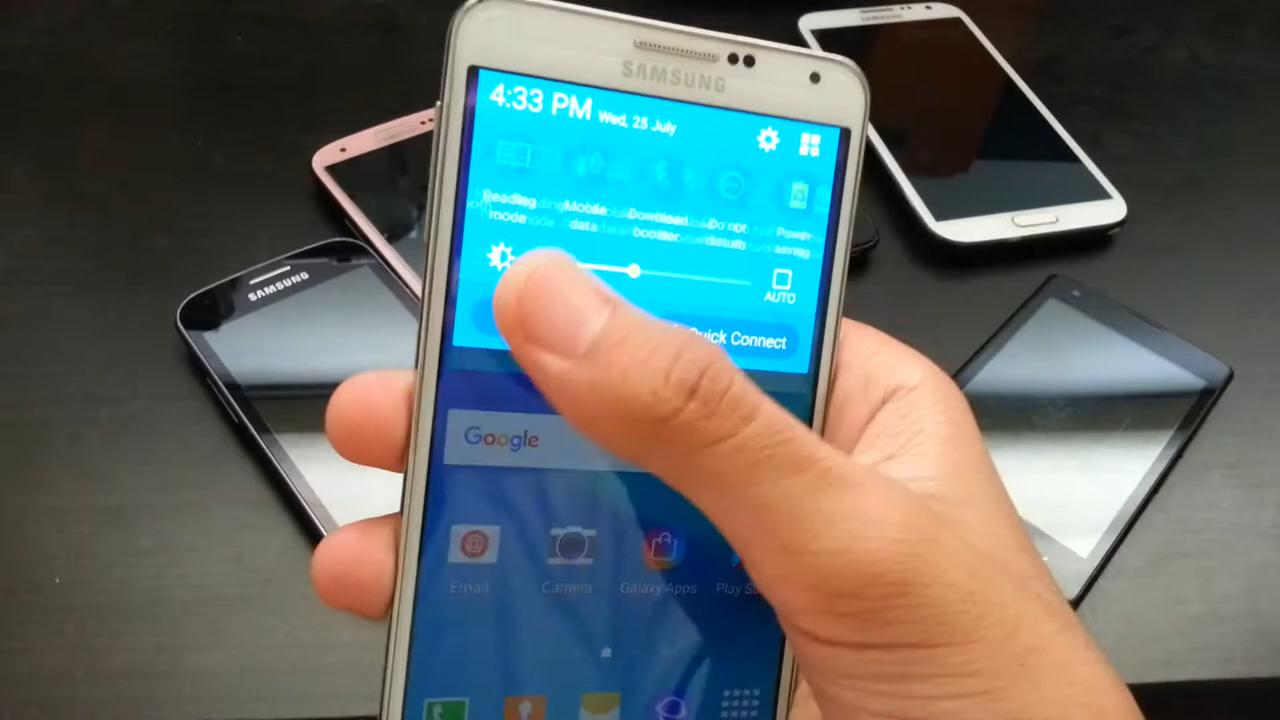 SAMSUNG
SAMSUNG
4:33 PM Wed, 25 July
SAMSUNG
Reading mode
Mobile data
Download booster
Do not disturb
Power saving
AUTO
Quick Connect
Google
Email
Camera
Galaxy Apps
Play